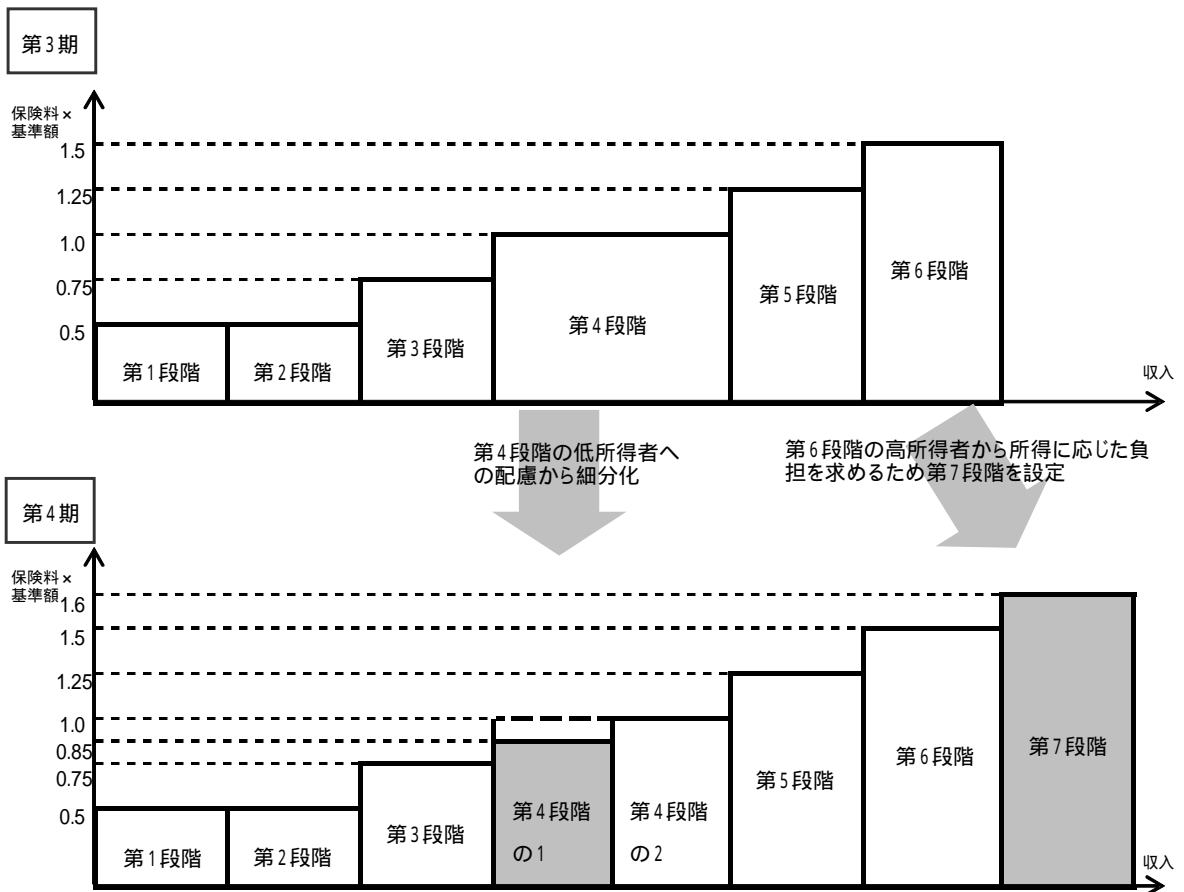 第3期
保険料×
基準額
1.5
1.25
1.0
0.75
0.5
第1段階
第2段階
第3段階
第4段階
第5段階
第6段階
収入
第4段階の低所得者へ
の配慮から細分化
第6段階の高所得者から所得に応じた負
担を求めるため第7段階を設定
第4期
保険料×
基準額
1.6
1.5
1.25
1.0
0.85
0.75
0.5
第1段階
第2段階
第3段階
第4段階
の1
第4段階
の2
第5段階
第6段階
第7段階
収入